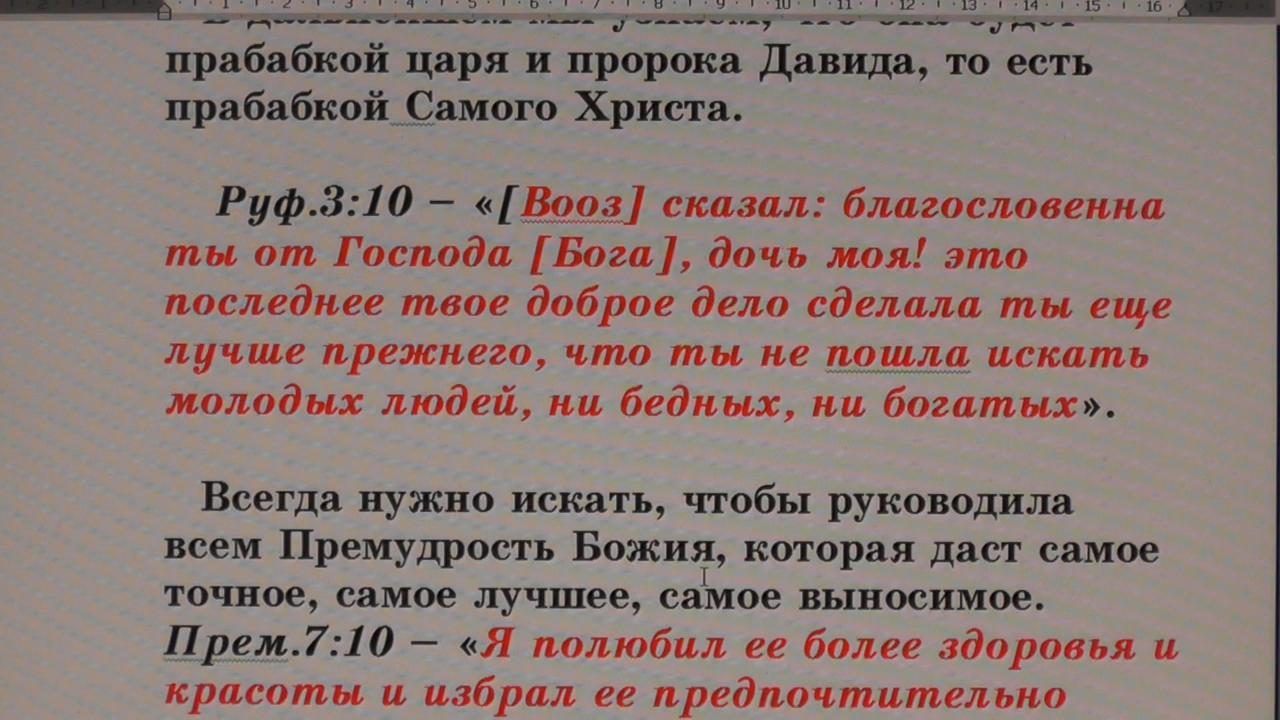 прабабкой царя и пророка Давида, то есть
прабабкой Самого Христа.
Руф.3:10 – «[Вооз] сказал: благословенна
ты от Господа [Бога], дочь моя! это
последнее твое доброе дело сделала ты еще
лучше прежнего, что ты не пошла искать
молодых людей, ни бедных, ни богатых».
Всегда нужно искать, чтобы руководила
всем Премудрость Божия, которая даст самое
точное, самое лучшее, самое выносимое.
Прем.7:10 – «Я полюбил ее более здоровья и
красоты и избрал ее предпочтительно